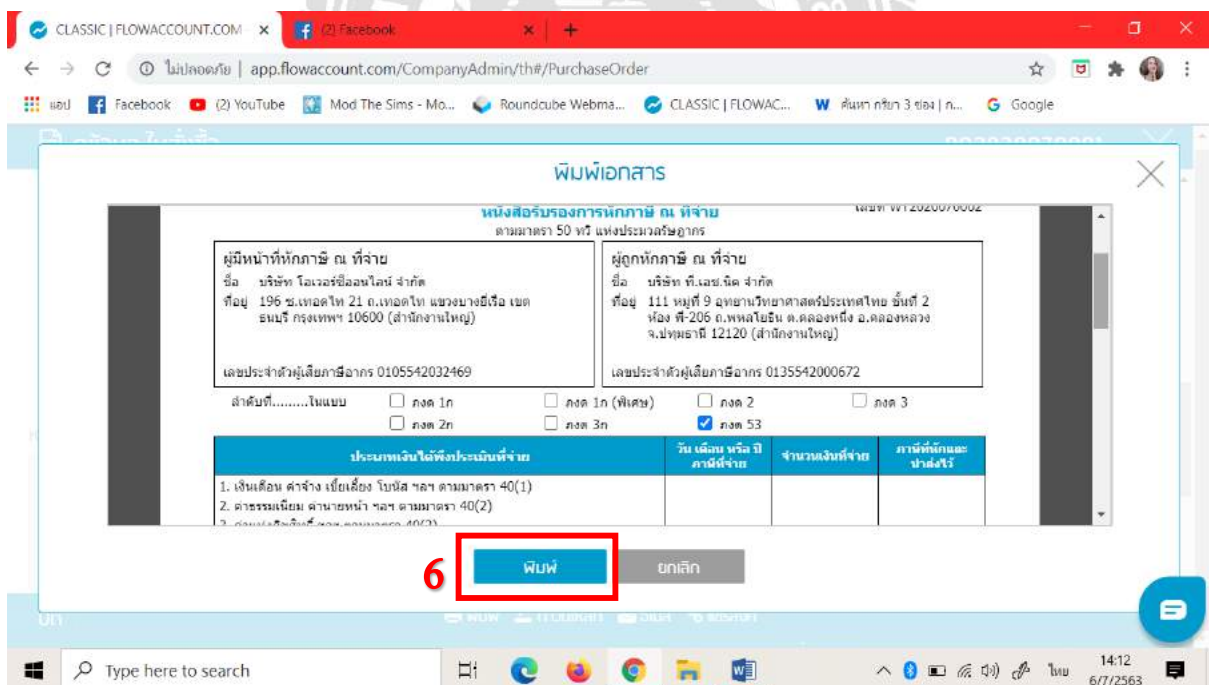 CLASSIC | FLOWACCOUNT.COM
(2) Facebook
ไม่ปลอดภัย | app.flowaccount.com/CompanyAdmin/th#/PurchaseOrder
แอป
Facebook
(2) YouTube
Mod The Sims - Mo...
Roundcube Webma...
CLASSIC | FLOWAC...
ค้นหา กริยา 3 ช่อง | ก...
Google
พิมพ์เอกสาร
หนังสือรับรองการหักภาษี ณ ที่จ่าย
เลขที่ WT2020070002
ตามมาตรา 50 ทวิ แห่งประมวลรัษฎากร
ผู้มีหน้าที่หักภาษี ณ ที่จ่าย
ชื่อ บริษัท โอเวอร์ซีออนไลน์ จำกัด
ที่อยู่ 196 ซ.เทอดไท 21 ถ.เทอดไท แขวงบางยี่เรือ เขต
ธนบุรี กรุงเทพฯ 10600 (สำนักงานใหญ่)
เลขประจำตัวผู้เสียภาษีอากร 0105542032469
ผู้ถูกหักภาษี ณ ที่จ่าย
ชื่อ บริษัท ที.เอช.นิค จำกัด
ที่อยู่ 111 หมู่ที่ 9 อุทยานวิทยาศาสตร์ประเทศไทย ชั้นที่ 2
ห้อง พี-206 ถ.พหลโยธิน ต.คลองหนึ่ง อ.คลองหลวง
จ.ปทุมธานี 12120 (สำนักงานใหญ่)
เลขประจำตัวผู้เสียภาษีอากร 0135542000672
ลำดับที่.........ในแบบ
ภงด 1ก
ภงด 1ก (พิเศษ)
ภงด 2
ภงด 3
ภงด 2ก
ภงด 3ก
ภงด 53
ประเภทเงินได้พึงประเมินที่จ่าย
วัน เดือน หรือ ปี
ภาษีที่จ่าย
จำนวนเงินที่จ่าย
ภาษีที่หักและ
นำส่งไว้
1. เงินเดือน ค่าจ้าง เบี้ยเลี้ยง โบนัส ฯลฯ ตามมาตรา 40(1)
2. ค่าธรรมเนียม ค่านายหน้า ฯลฯ ตามมาตรา 40(2)
6
พิมพ์
ยกเลิก
Type here to search
ไทย
14:12
6/7/2563